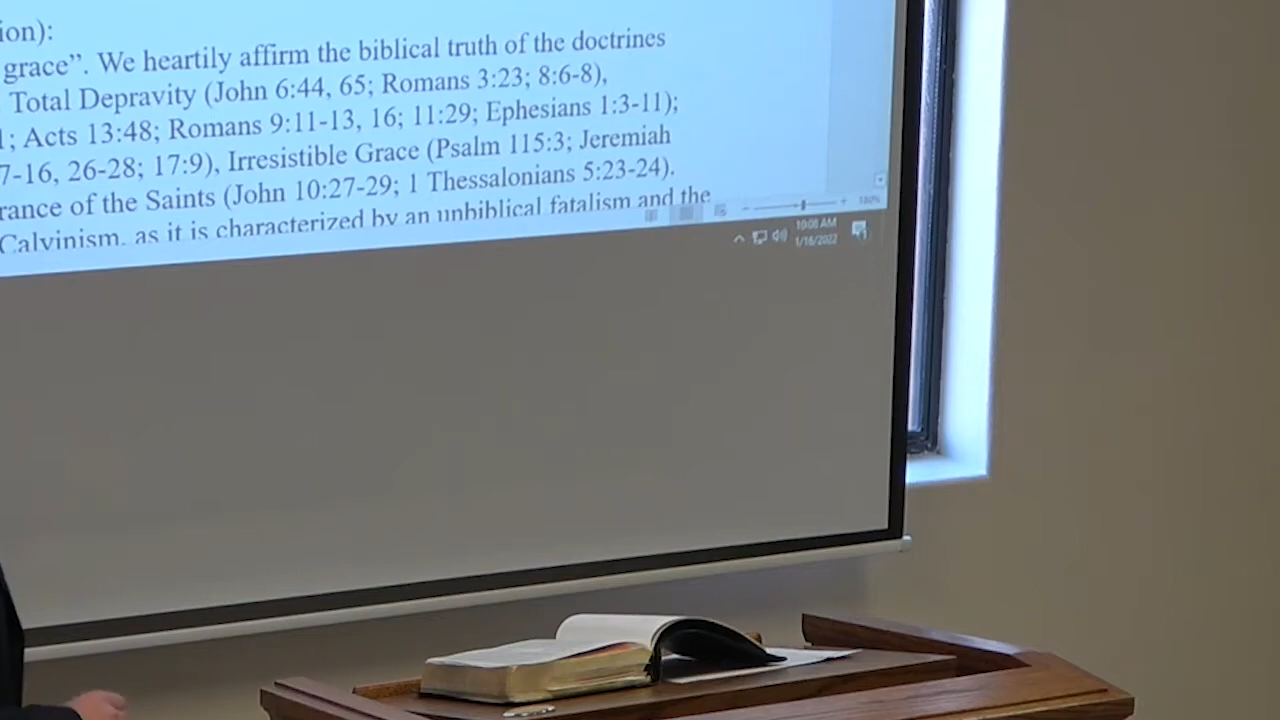 ion):
grace”. We heartily affirm the biblical truth of the doctrines
Total Depravity (John 6:44, 65; Romans 3:23; 8:6-8),
1; Acts 13:48; Romans 9:11-13, 16; 11:29; Ephesians 1:3-11);
7-16, 26-28; 17:9), Irresistible Grace (Psalm 115:3; Jeremiah
rance of the Saints (John 10:27-29; 1 Thessalonians 5:23-24).
Calvinism, as it is characterized by an unbiblical fatalism and the
180%
10:08 AM
1/16/2022